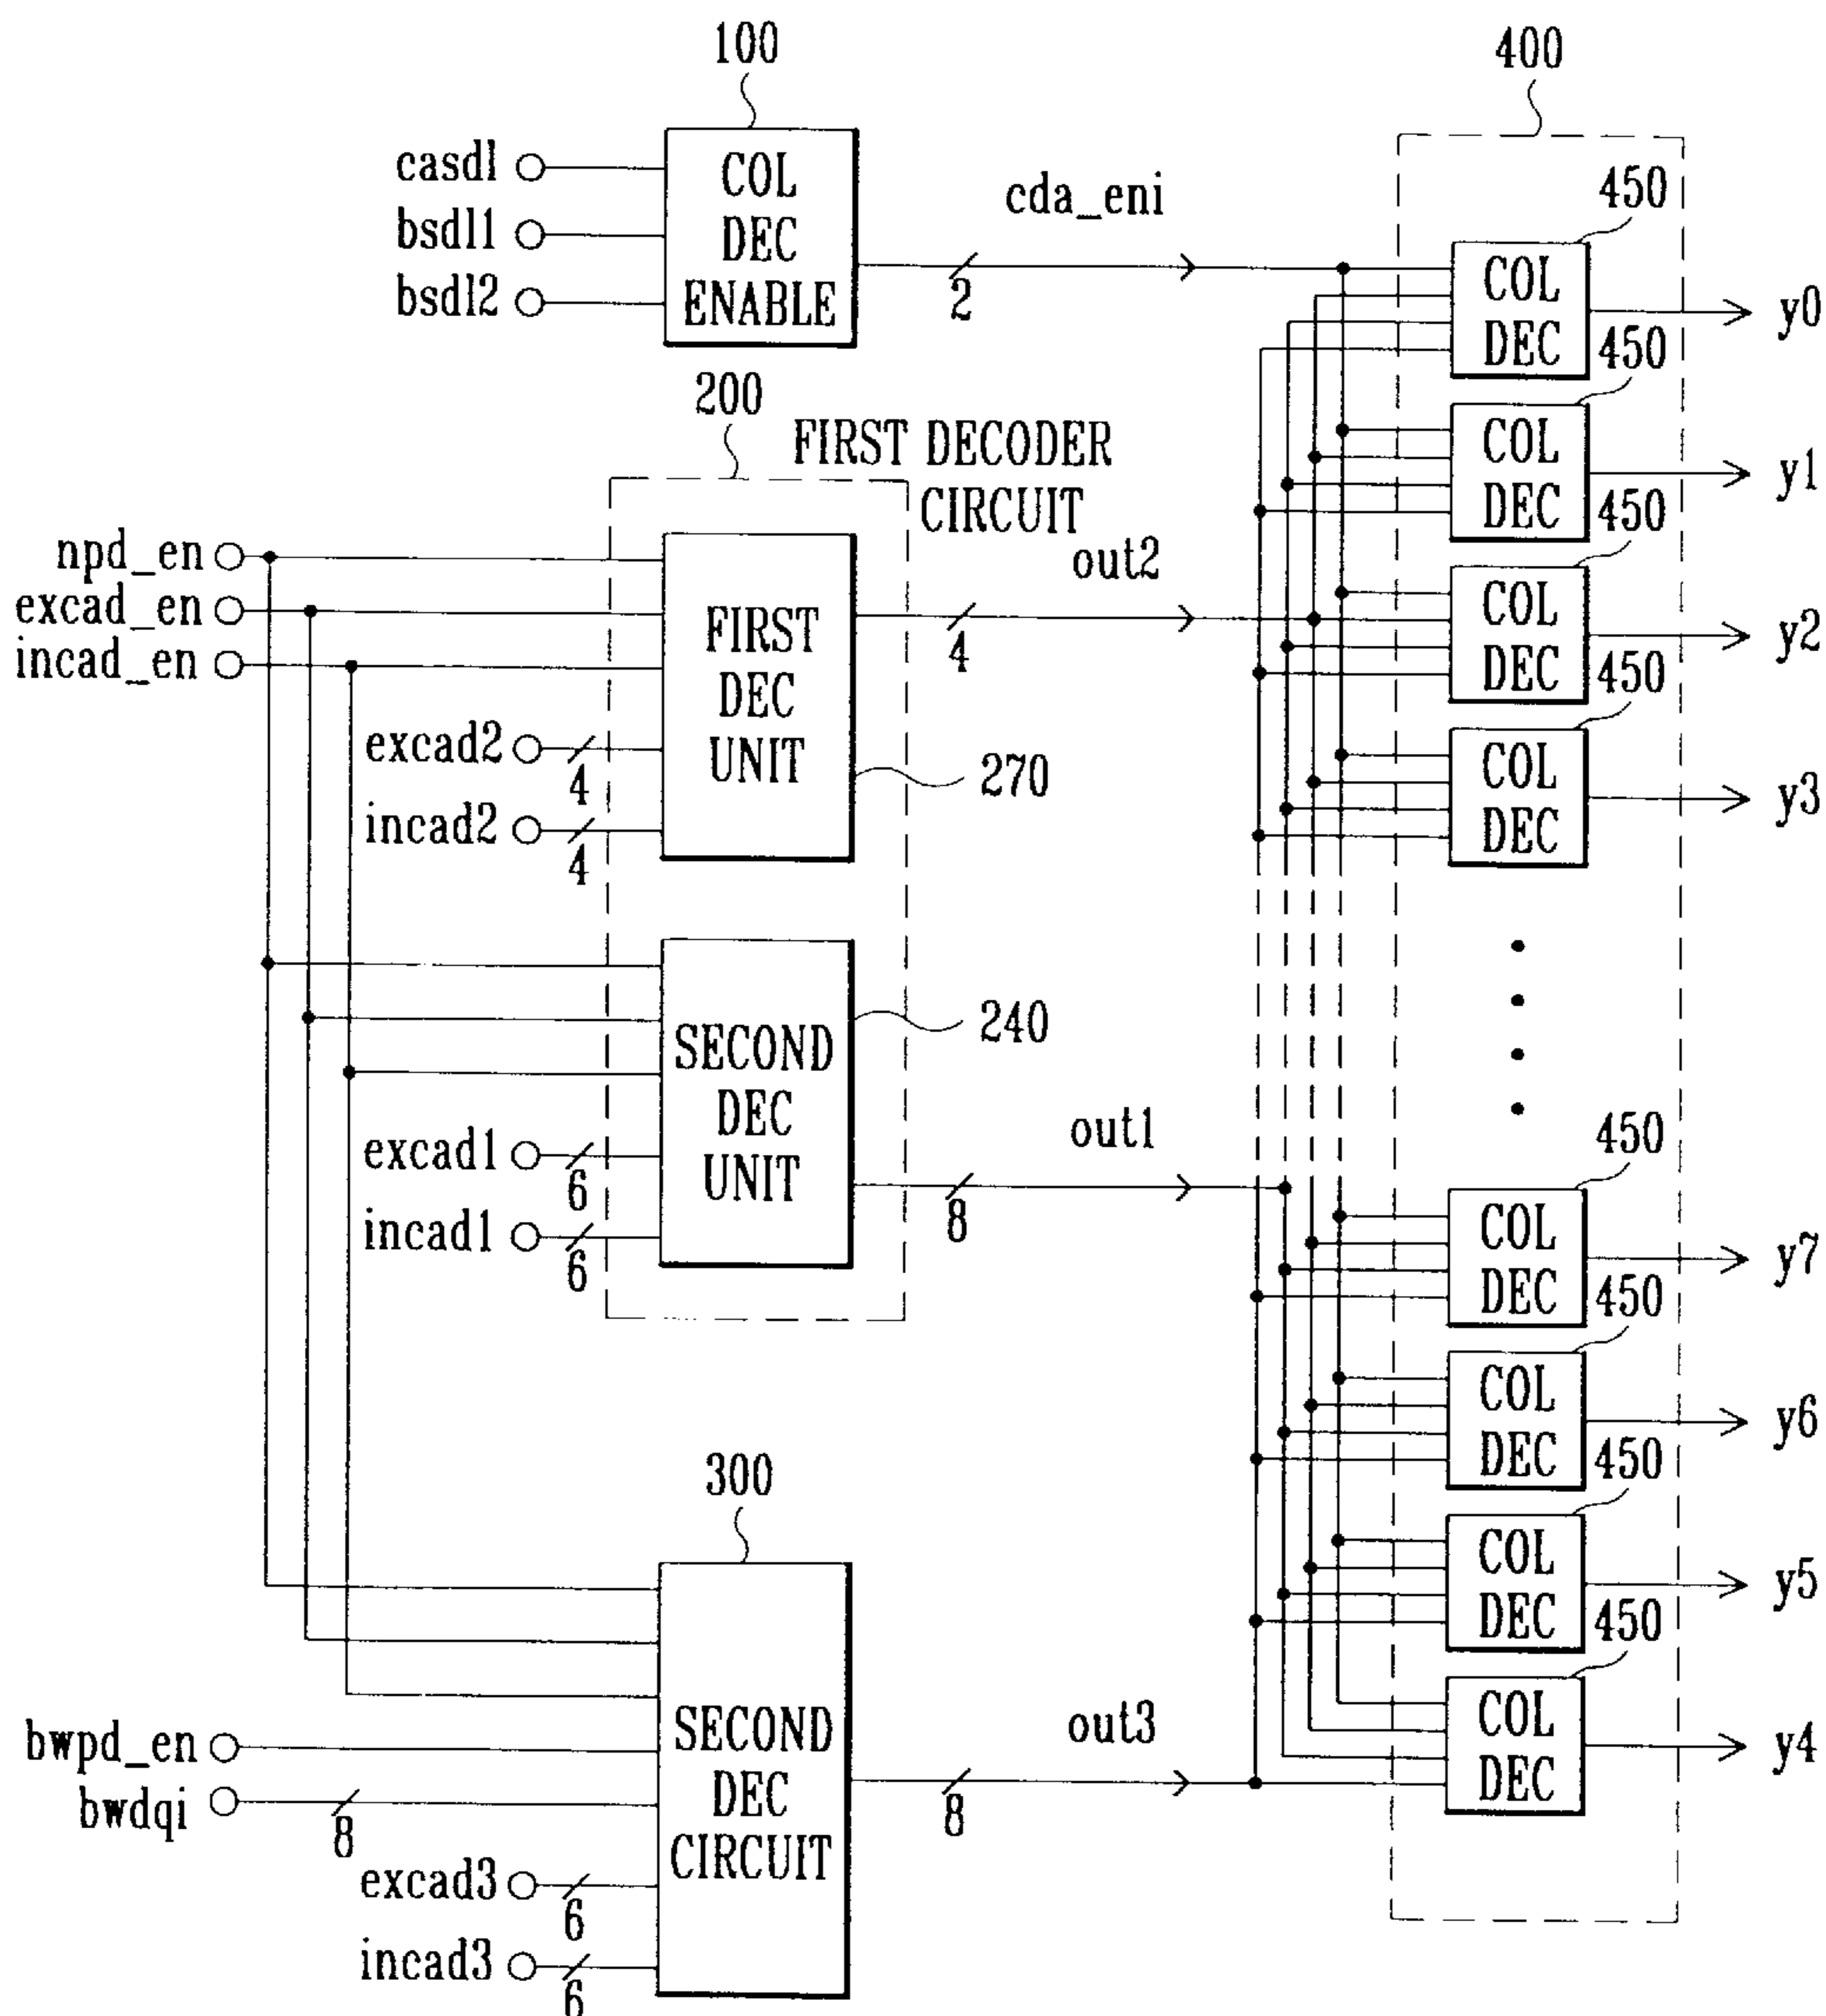 100
400
casdl
bsdl1
bsdl2
COL
DEC
ENABLE
cda_eni
2
450
COL
DEC
y0
450
COL
DEC
y1
200
FIRST DECODER
CIRCUIT
npd_en
excad_en
incad_en
excad2
4
incad2
4
FIRST
DEC
UNIT
270
out2
4
450
COL
DEC
y2
450
COL
DEC
y3
SECOND
DEC
UNIT
240
excad1
6
incad1
6
out1
8
450
COL
DEC
y7
450
COL
DEC
y6
450
COL
DEC
y5
450
COL
DEC
y4
300
bwpd_en
bwdqi
8
excad3
6
incad3
6
SECOND
DEC
CIRCUIT
out3
8